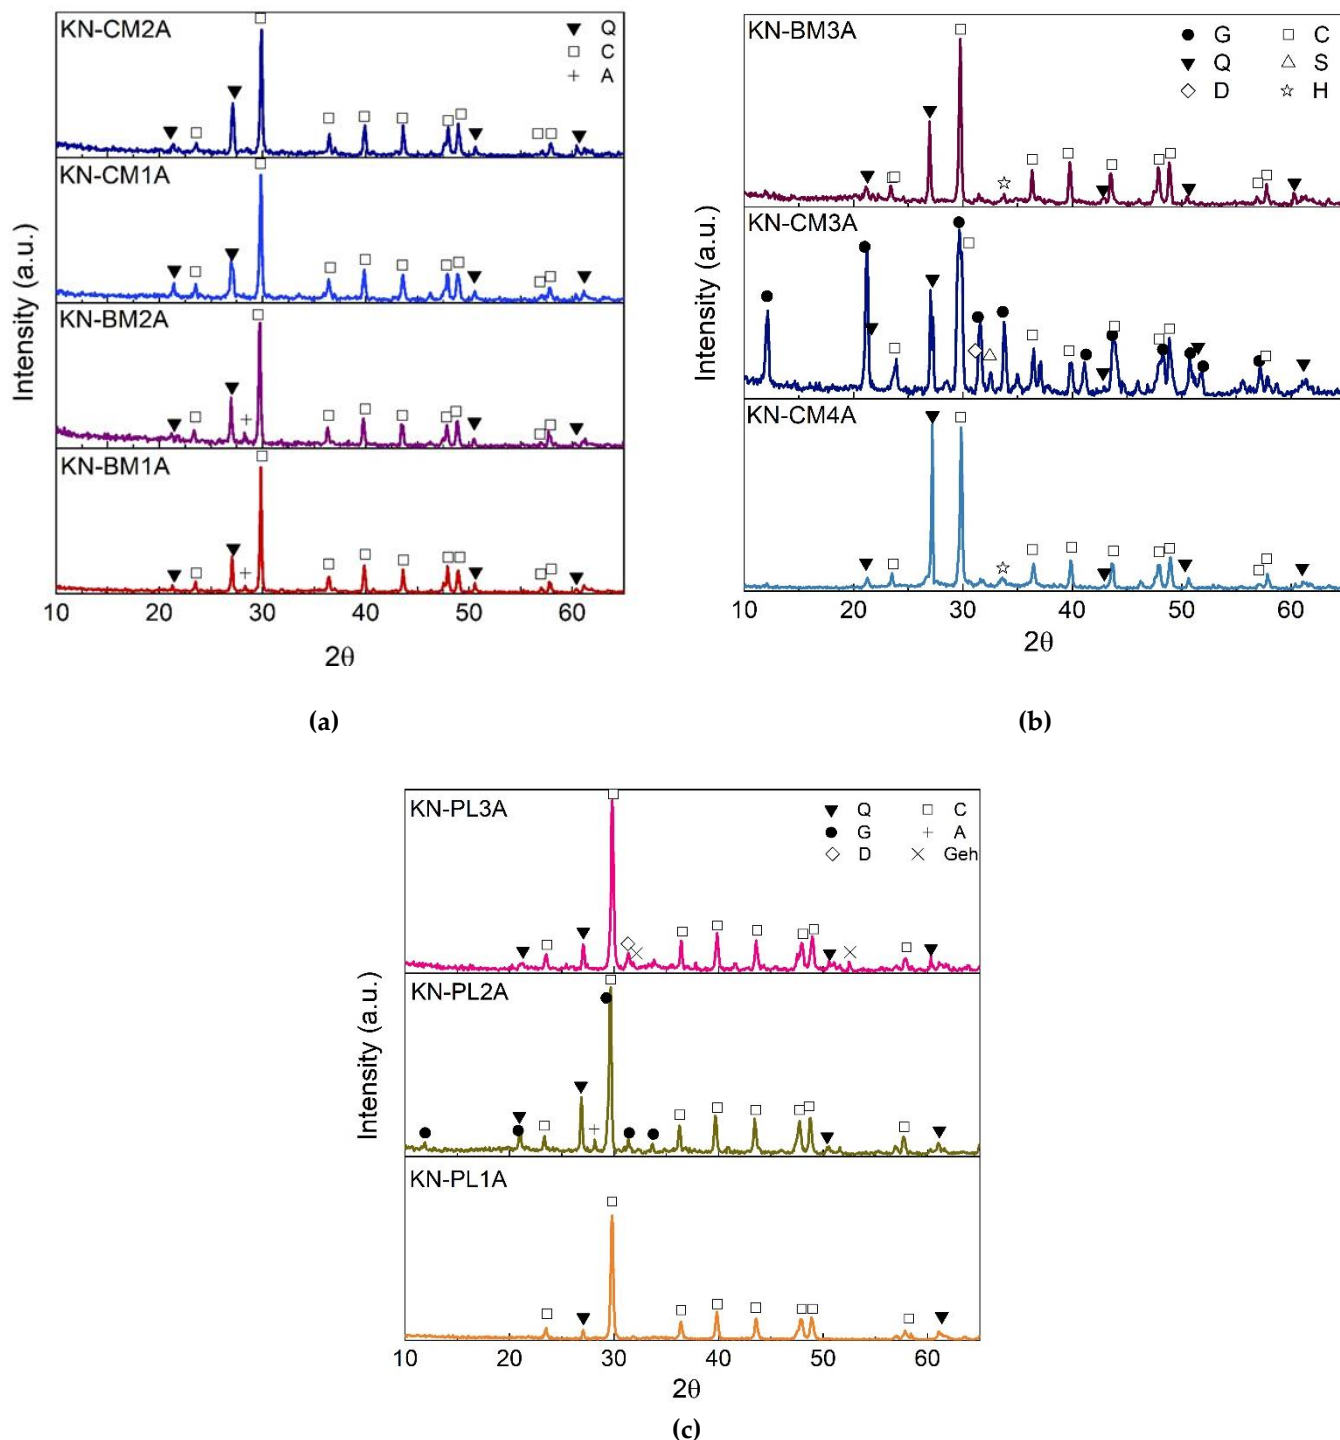 KN-CM2A
▼ Q
□ C
+ A
KN-CM1A
KN-BM2A
KN-BM1A
Intensity (a.u.)
10 20 30 40 50 60
2θ
(a)
KN-BM3A
● G □ C
▼ Q △ S
◇ D ☆ H
KN-CM3A
KN-CM4A
Intensity (a.u.)
10 20 30 40 50 60
2θ
(b)
KN-PL3A
▼ Q □ C
● G + A
◇ D × Geh
KN-PL2A
KN-PL1A
Intensity (a.u.)
10 20 30 40 50 60
2θ
(c)